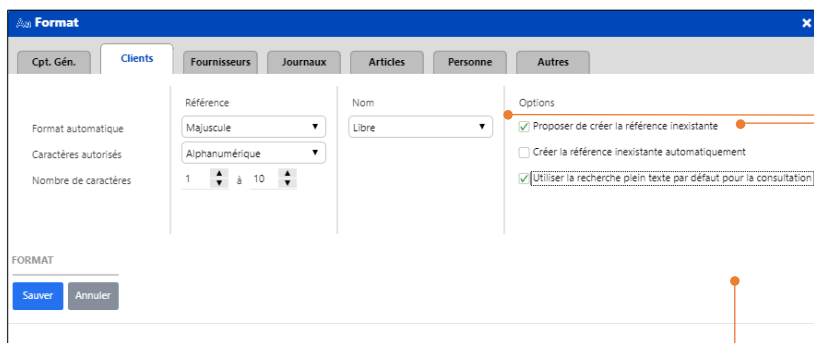 Aa Format ×
Cpt. Gén. Clients Fournisseurs Journaux Articles Personne Autres
Référence Nom Options
Format automatique Majuscule Libre Proposer de créer la référence inexistante
Caractères autorisés Alphanumérique Créer la référence inexistante automatiquement
Nombre de caractères 1 à 10 Utiliser la recherche plein texte par défaut pour la consultation
FORMAT
Sauver Annuler